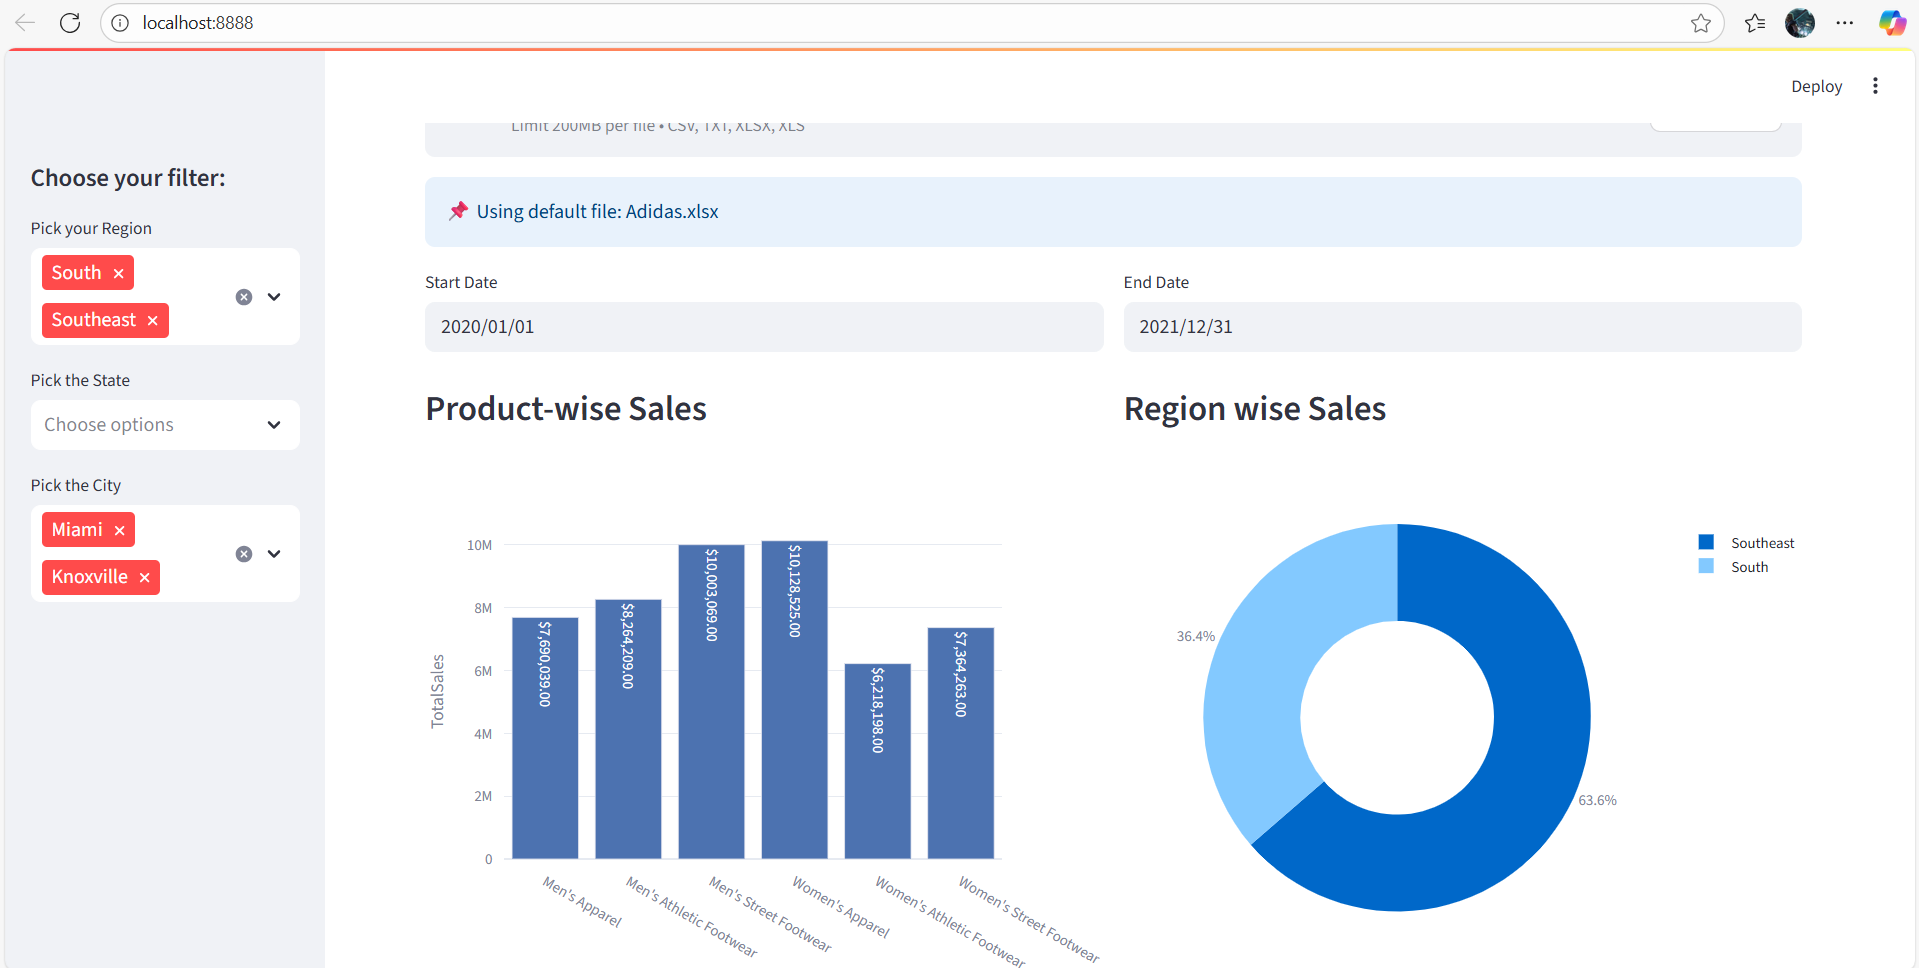 localhost:8888
Deploy
Limit 200MB per file • CSV, TXT, XLSX, XLS
Using default file: Adidas.xlsx
Choose your filter:
Pick your Region
South ×
Southeast ×
Pick the State
Choose options
Pick the City
Miami ×
Knoxville ×
Start Date
2020/01/01
End Date
2021/12/31
Product-wise Sales
TotalSales
10M
8M
6M
4M
2M
0
$7,690,039.00
$8,264,209.00
$10,003,069.00
$10,128,525.00
$6,218,198.00
$7,364,263.00
Men's Apparel
Men's Athletic Footwear
Men's Street Footwear
Women's Apparel
Women's Athletic Footwear
Women's Street Footwear
Region wise Sales
36.4%
63.6%
Southeast
South